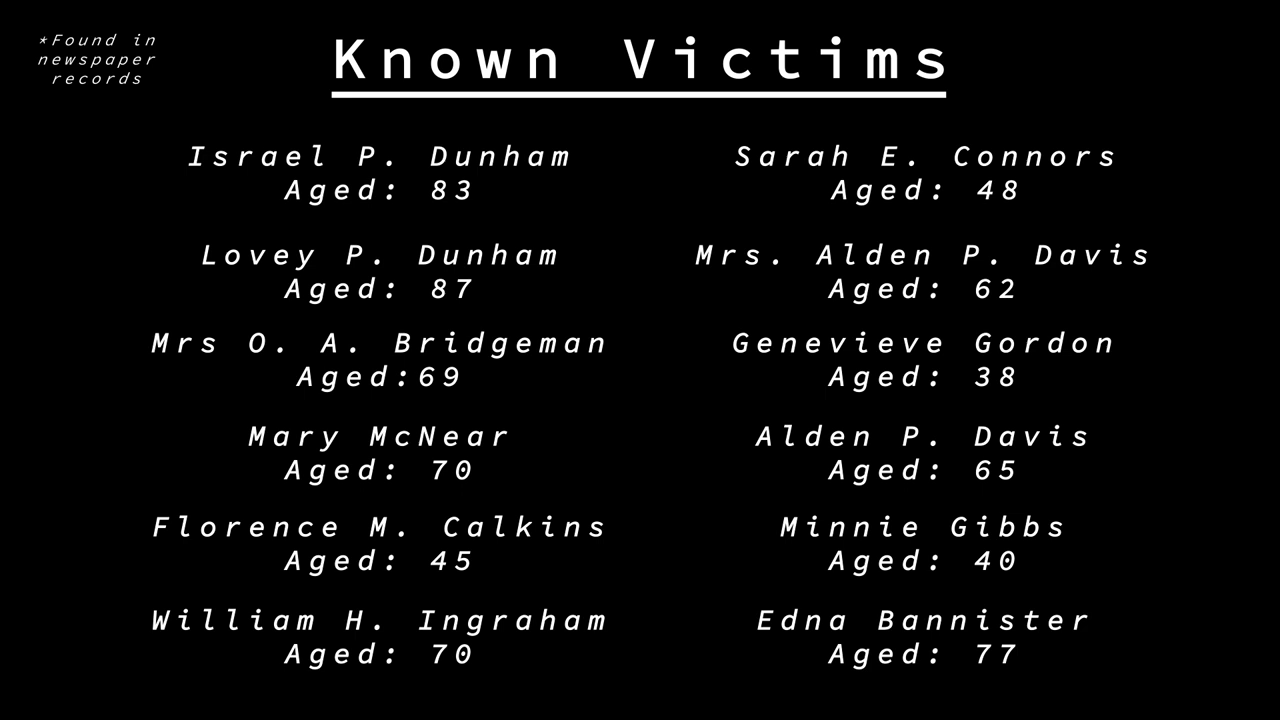 *Found in
newspaper
records
Known Victims
Israel P. Dunham
Aged: 83
Lovey P. Dunham
Aged: 87
Mrs O. A. Bridgeman
Aged:69
Mary McNear
Aged: 70
Florence M. Calkins
Aged: 45
William H. Ingraham
Aged: 70
Sarah E. Connors
Aged: 48
Mrs. Alden P. Davis
Aged: 62
Genevieve Gordon
Aged: 38
Alden P. Davis
Aged: 65
Minnie Gibbs
Aged: 40
Edna Bannister
Aged: 77